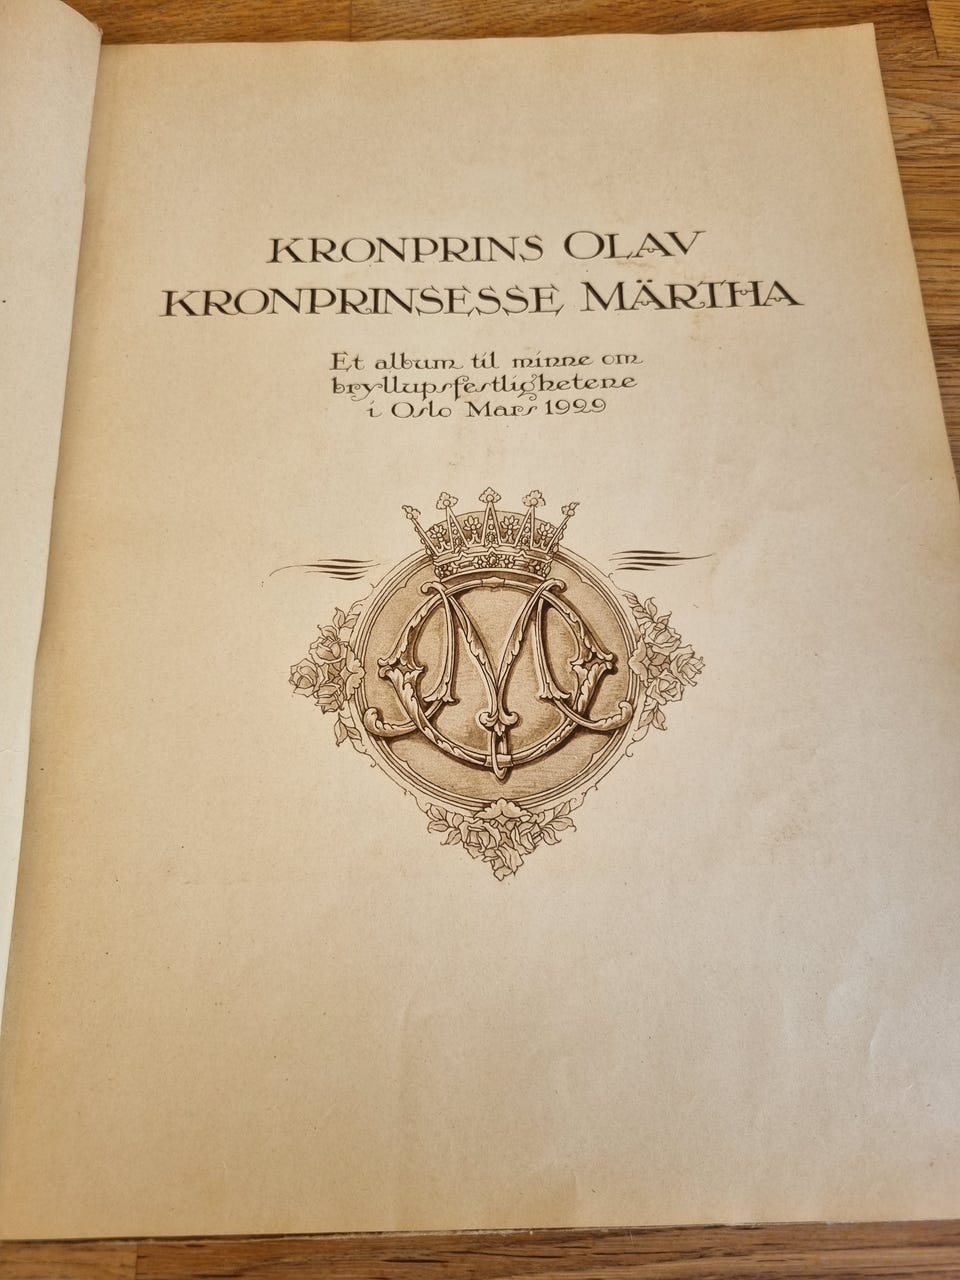 KRONPRINS OLAV
KRONPRINSESSE MÄRTHA
Et album til minne om
bryllupsfestlighetene
i Oslo Mars 1929